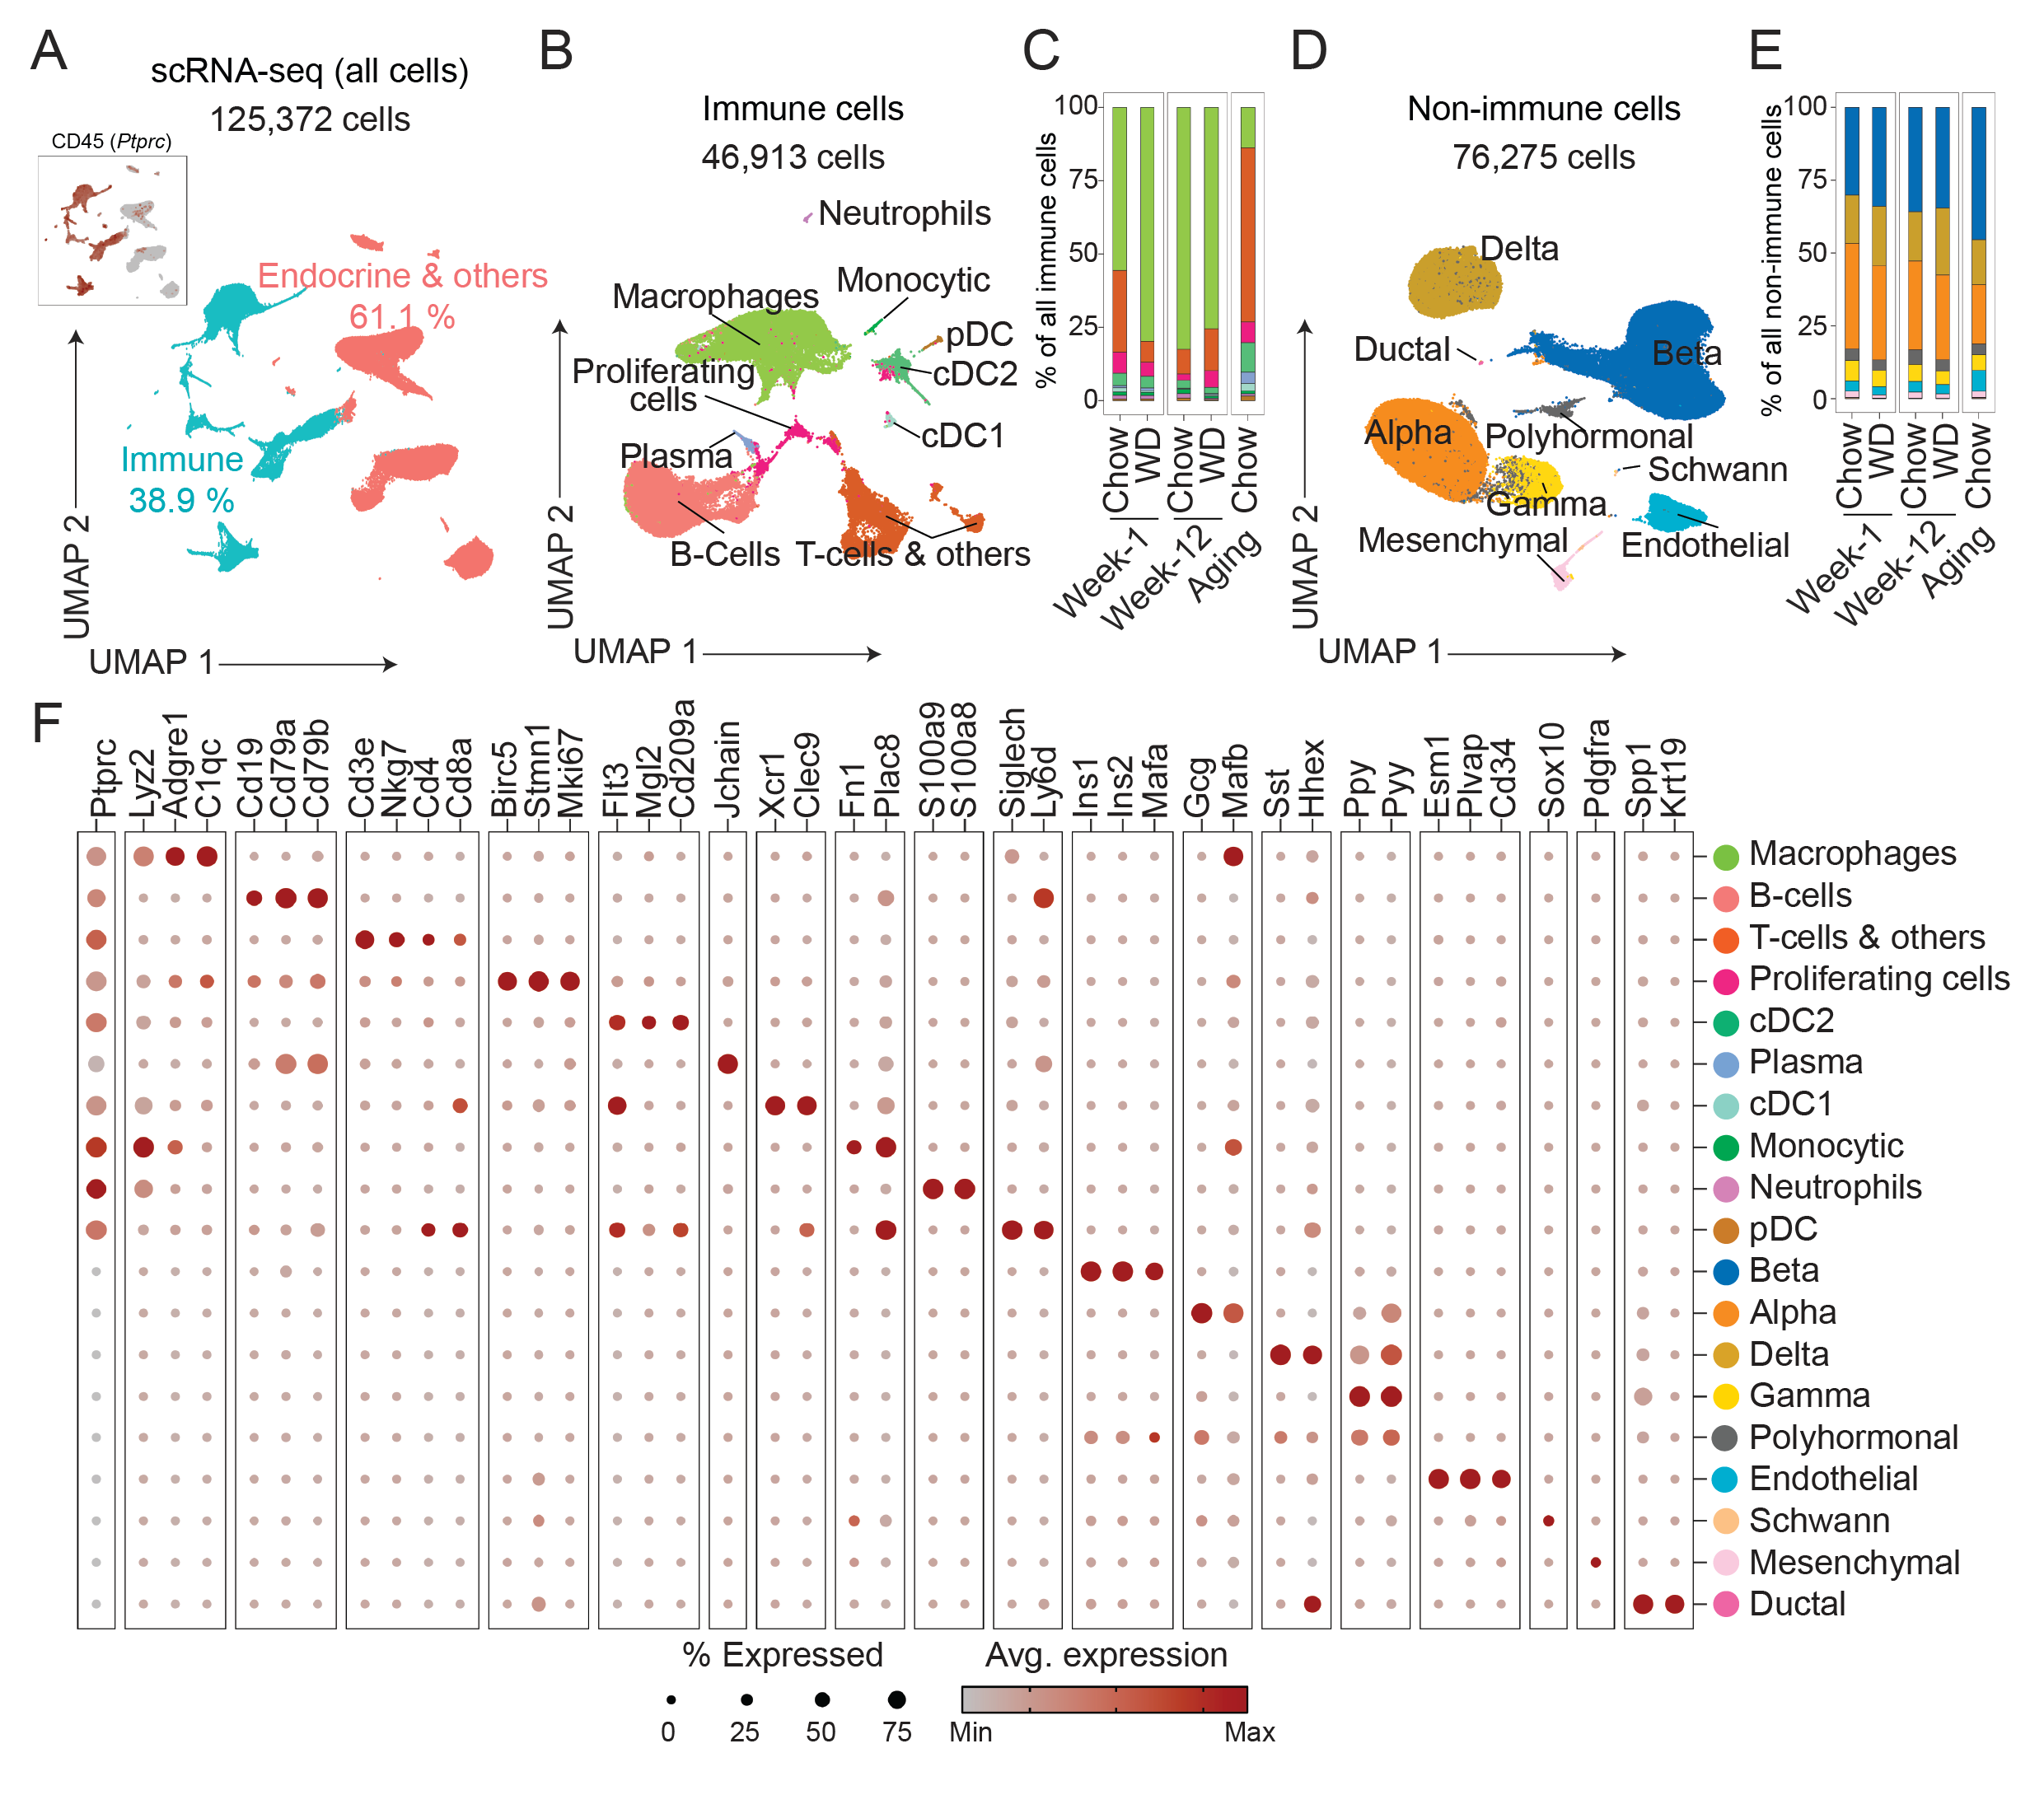 A
scRNA-seq (all cells)
125,372 cells
CD45 (Ptprc)
Endocrine & others
61.1 %
Immune
38.9 %
UMAP 2
UMAP 1
B
Immune cells
46,913 cells
Neutrophils
Monocytic
Macrophages
pDC
cDC2
Proliferating
cells
cDC1
Plasma
B-Cells
T-cells & others
UMAP 2
UMAP 1
C
% of all immune cells
100
75
50
25
0
Chow
WD
Chow
WD
Chow
Week-1
Week-12
Aging
D
Non-immune cells
76,275 cells
Delta
Ductal
Beta
Alpha
Polyhormonal
Schwann
Gamma
Mesenchymal
Endothelial
UMAP 2
UMAP 1
E
% of all non-immune cells
100
75
50
25
0
Chow
WD
Chow
WD
Chow
Week-1
Week-12
Aging
F
Ptprc
Lyz2
Adgre1
C1qc
Cd19
Cd79a
Cd79b
Cd3e
Nkg7
Cd4
Cd8a
Birc5
Stmn1
Mki67
Flt3
Mgl2
Cd209a
Jchain
Xcr1
Clec9
Fn1
Plac8
S100a9
S100a8
Siglech
Ly6d
Ins1
Ins2
Mafa
Gcg
Mafb
Sst
Hhex
Ppy
Pyy
Esm1
Plvap
Cd34
Sox10
Pdgfra
Spp1
Krt19
Macrophages
B-cells
T-cells & others
Proliferating cells
cDC2
Plasma
cDC1
Monocytic
Neutrophils
pDC
Beta
Alpha
Delta
Gamma
Polyhormonal
Endothelial
Schwann
Mesenchymal
Ductal
% Expressed
0 25 50 75
Avg. expression
Min Max